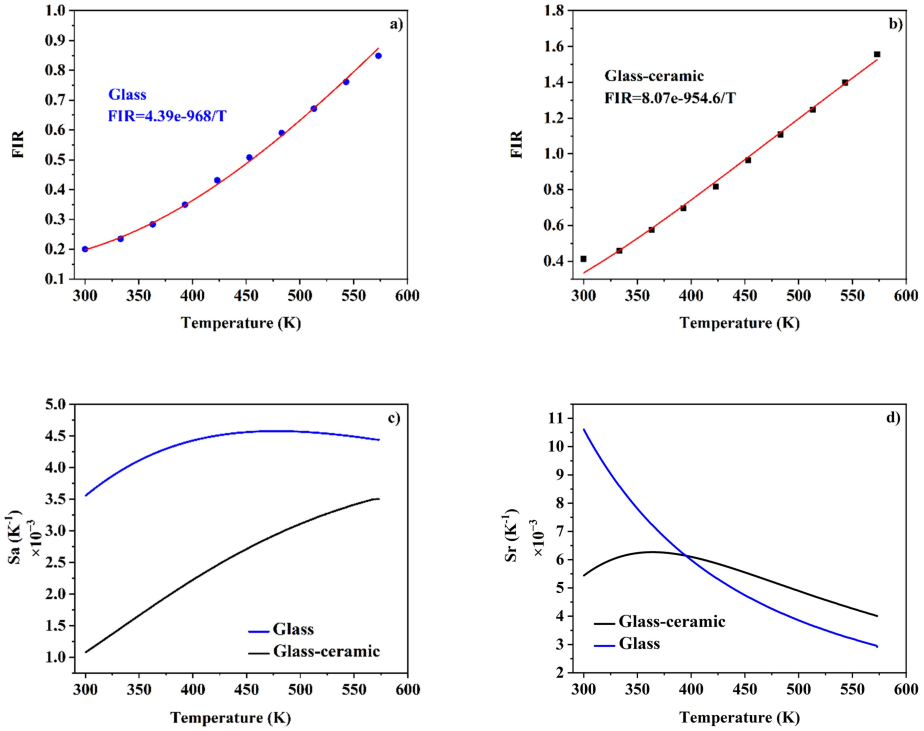 a)
1.0
0.9
0.8
0.7
0.6
0.5
0.4
0.3
0.2
0.1
FIR
Glass
FIR=4.39e-968/T
300 350 400 450 500 550 600
Temperature (K)
b)
1.8
1.6
1.4
1.2
1.0
0.8
0.6
0.4
FIR
Glass-ceramic
FIR=8.07e-954.6/T
300 350 400 450 500 550 600
Temperature (K)
c)
5.0
4.5
4.0
3.5
3.0
2.5
2.0
1.5
1.0
Sa (K⁻¹)
×10⁻³
Glass
Glass-ceramic
300 350 400 450 500 550 600
Temperature (K)
d)
11
10
9
8
7
6
5
4
3
2
Sr (K⁻¹)
×10⁻³
Glass-ceramic
Glass
300 350 400 450 500 550 600
Temperature (K)